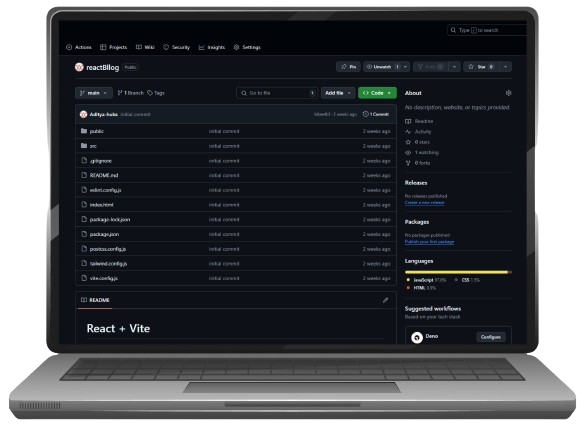 Type / to search
Actions Projects Wiki Security Insights Settings
reactBllog Public Pin Unwatch 1 Fork 0 Star 0
main 1 Branch Tags Go to file t Add file Code
About
No description, website, or topics provided.
Readme
Activity
0 stars
1 watching
0 forks
Aditya-hubs initial commit 2 weeks ago 1 Commit
public initial commit 2 weeks ago
src initial commit 2 weeks ago
.gitignore initial commit 2 weeks ago
README.md initial commit 2 weeks ago
eslint.config.js initial commit 2 weeks ago
index.html initial commit 2 weeks ago
package-lock.json initial commit 2 weeks ago
package.json initial commit 2 weeks ago
postcss.config.js initial commit 2 weeks ago
tailwind.config.js initial commit 2 weeks ago
vite.config.js initial commit 2 weeks ago
Releases
No releases published
Create a new release
Packages
No packages published
Publish your first package
Languages
JavaScript 97.6% CSS
HTML
README
React + Vite
Suggested workflows
Based on your tech stack
Deno Configure